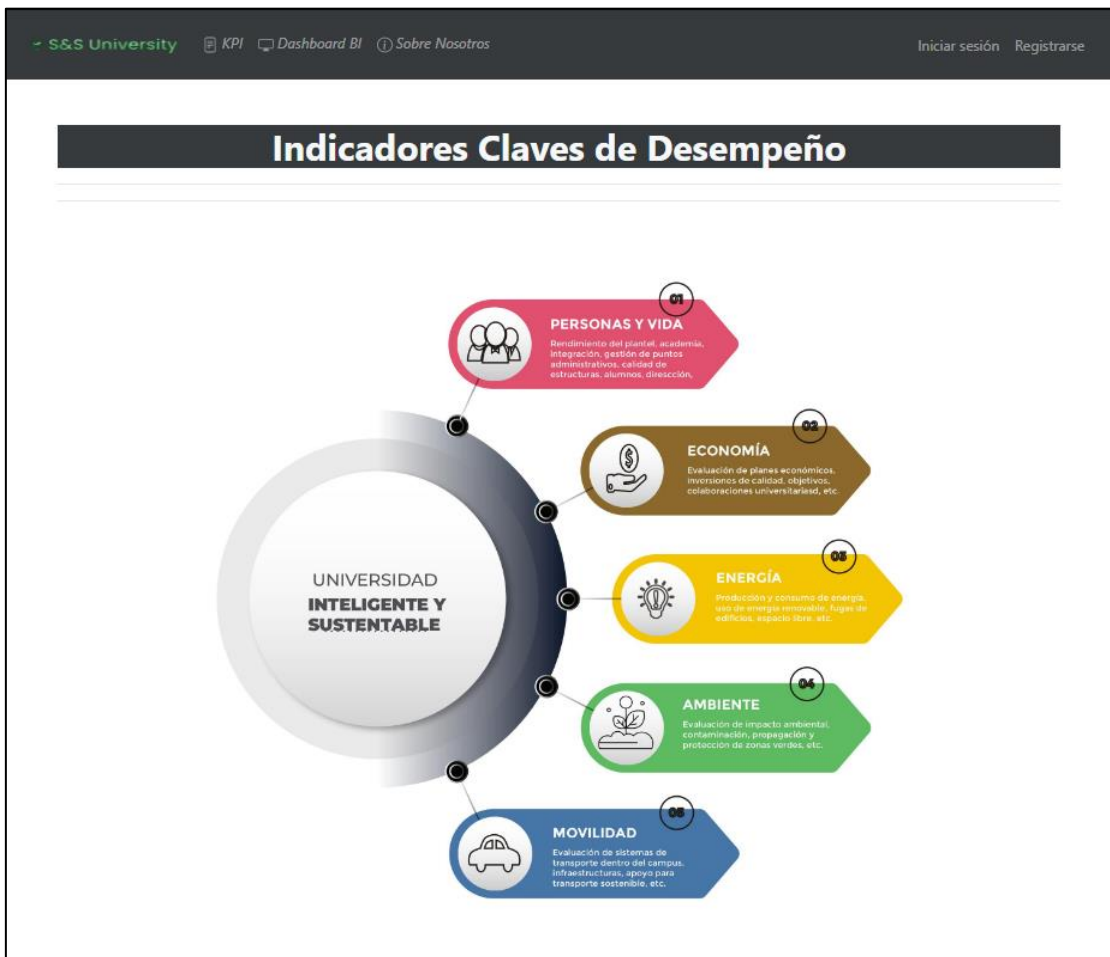 S&S University KPI Dashboard BI Sobre Nosotros Iniciar sesión Registrarse
Indicadores Claves de Desempeño
01
PERSONAS Y VIDA
Rendimiento del plantel, academia,
integración, gestión de puntos
administrativos, calidad de
estructuras, alumnos, direscción,
02
ECONOMÍA
Evaluación de planes económicos,
inversiones de calidad, objetivos,
colaboraciones universitariasd, etc.
UNIVERSIDAD
INTELIGENTE Y
SUSTENTABLE
03
ENERGÍA
Producción y consumo de energía,
uso de energía renovable, fugas de
edificios, espacio libre, etc.
04
AMBIENTE
Evaluación de impacto ambiental,
contaminación, propagación y
protección de zonas verdes, etc.
05
MOVILIDAD
Evaluación de sistemas de
transporte dentro del campus,
infraestructuras, apoyo para
transporte sostenible, etc.